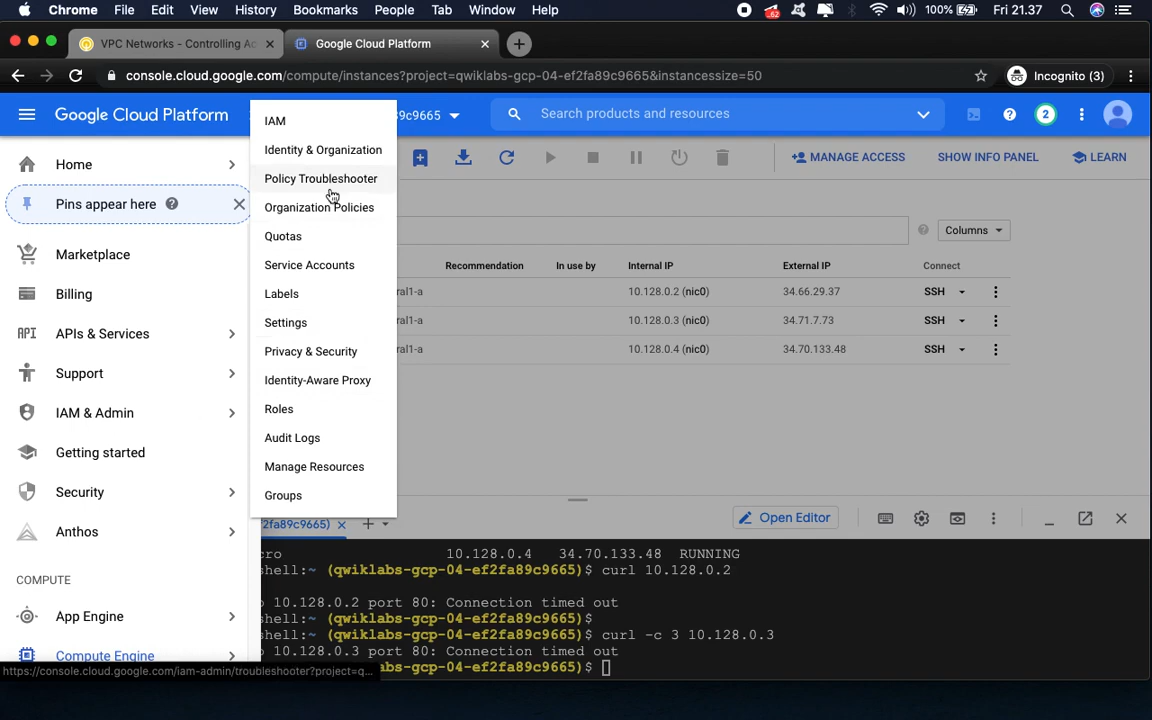 Chrome File Edit View History Bookmarks People Tab Window Help 62 100% Fri 21.37
VPC Networks - Controlling Ac Google Cloud Platform
console.cloud.google.com/compute/instances?project=qwiklabs-gcp-04-ef2fa89c9665&instancessize=50 Incognito (3)
Google Cloud Platform 9c9665 Search products and resources 2
MANAGE ACCESS SHOW INFO PANEL LEARN
Home
Pins appear here
Marketplace
Billing
API APIs & Services
Support
IAM & Admin
Getting started
Security
Anthos
COMPUTE
App Engine
Compute Engine
IAM
Identity & Organization
Policy Troubleshooter
Organization Policies
Quotas
Service Accounts
Labels
Settings
Privacy & Security
Identity-Aware Proxy
Roles
Audit Logs
Manage Resources
Groups
Columns
Recommendation In use by Internal IP External IP Connect
ral1-a 10.128.0.2 (nic0) 34.66.29.37 SSH
ral1-a 10.128.0.3 (nic0) 34.71.7.73 SSH
ral1-a 10.128.0.4 (nic0) 34.70.133.48 SSH
2fa89c9665) Open Editor
cro 10.128.0.4 34.70.133.48 RUNNING
shell:~ (qwiklabs-gcp-04-ef2fa89c9665)$ curl 10.128.0.2
10.128.0.2 port 80: Connection timed out
shell:~ (qwiklabs-gcp-04-ef2fa89c9665)$
shell:~ (qwiklabs-gcp-04-ef2fa89c9665)$ curl -c 3 10.128.0.3
10.128.0.3 port 80: Connection timed out
abs-gcp-04-ef2fa89c9665)$
https://console.cloud.google.com/iam-admin/troubleshooter?project=q...